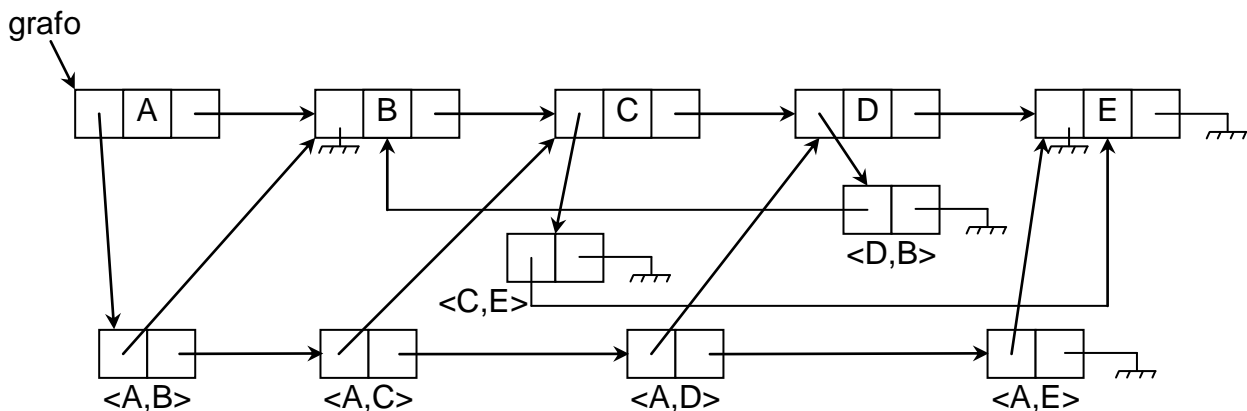 grafo
A B C D E
<D,B>
<C,E>
<A,B> <A,C> <A,D> <A,E>